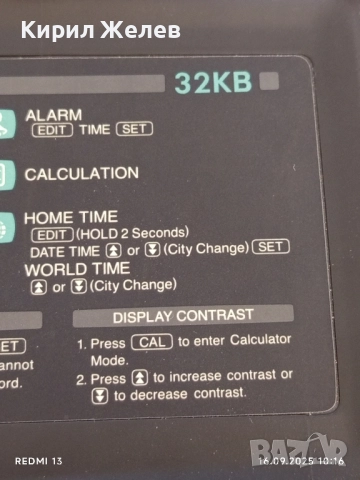 Кирил Желев
32KB
ALARM
EDIT TIME SET
CALCULATION
HOME TIME
EDIT (HOLD 2 Seconds)
DATE TIME or (City Change) SET
WORLD TIME
or (City Change)
DISPLAY CONTRAST
ET
annot
ord.
1. Press CAL to enter Calculator
Mode.
2. Press to increase contrast or
to decrease contrast.
REDMI 13
16.09.2025 10:16
BAZAR